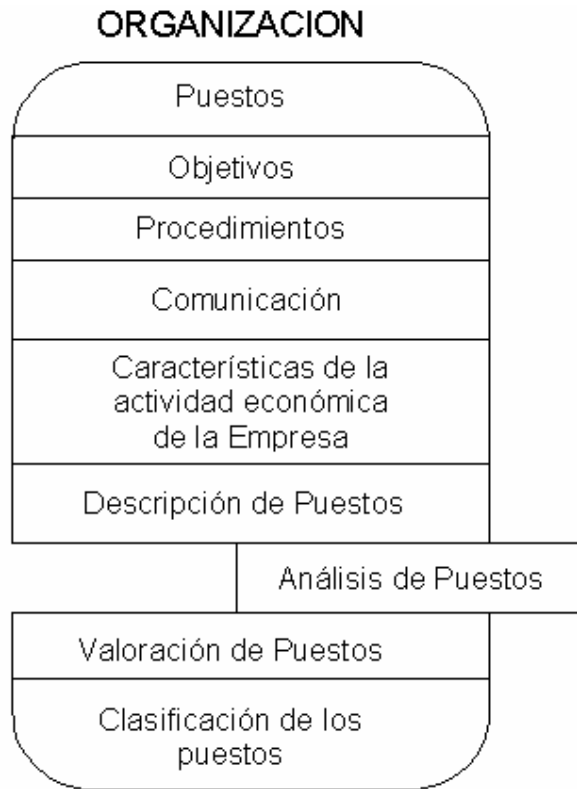 ORGANIZACION
Puestos
Objetivos
Procedimientos
Comunicación
Característícas de la
actividad económica
de la Empresa
Descripción de Puestos
Análisis de Puestos
Valoración de Puestos
Clasificación de los
puestos